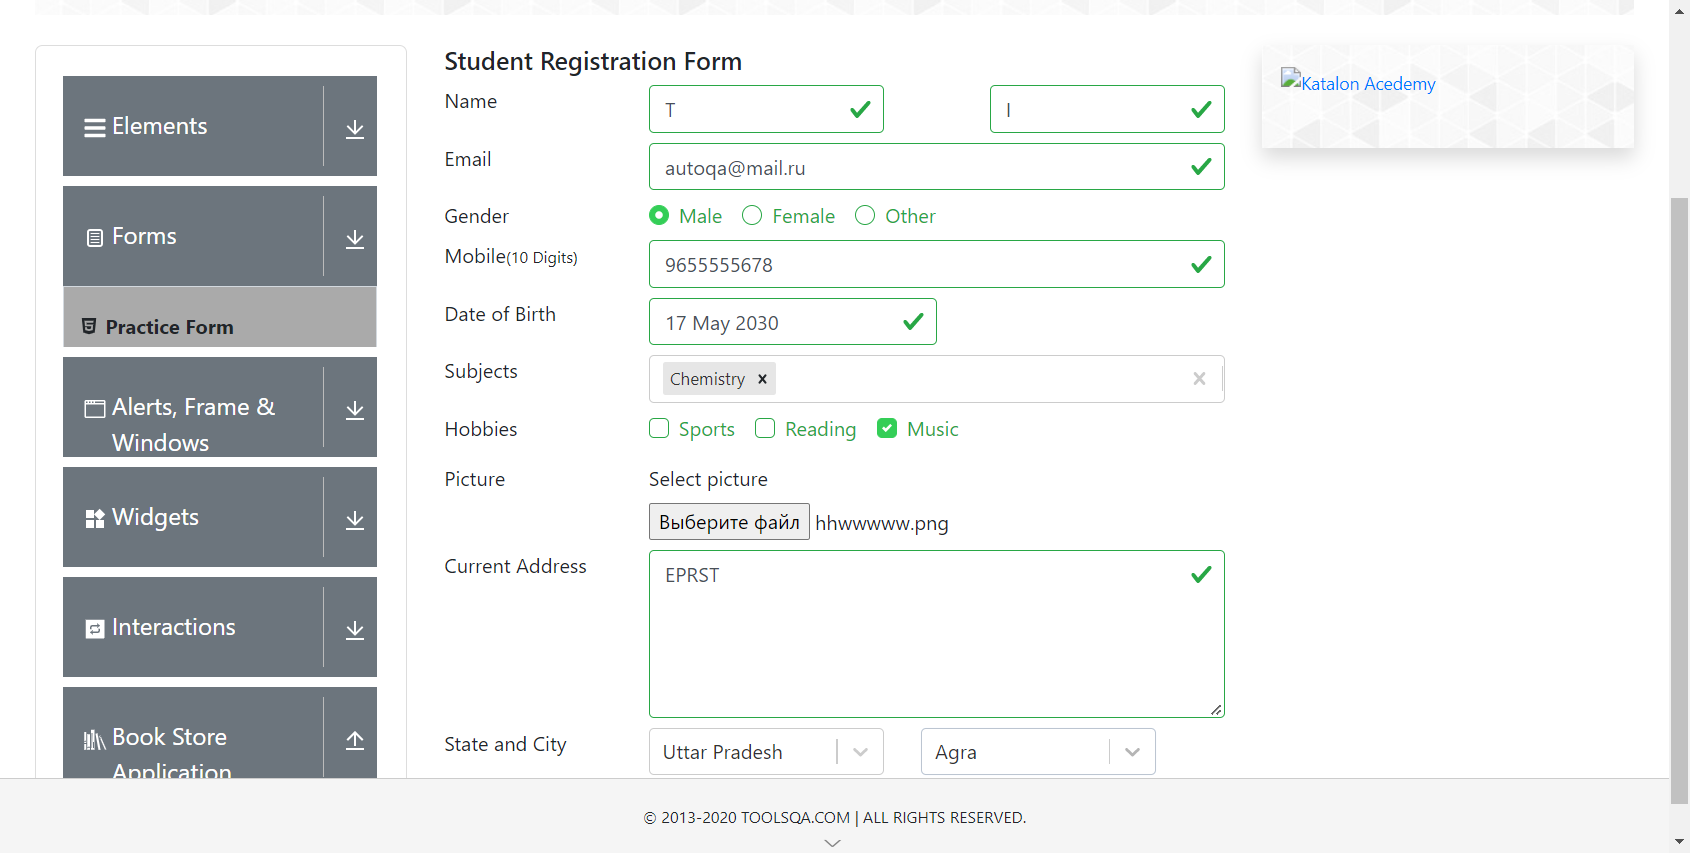 Elements
Forms
Practice Form
Alerts, Frame &
Windows
Widgets
Interactions
Book Store
Application
Student Registration Form
Name
T
I
Email
autoqa@mail.ru
Gender
Male
Female
Other
Mobile(10 Digits)
9655555678
Date of Birth
17 May 2030
Subjects
Chemistry
Hobbies
Sports
Reading
Music
Picture
Select picture
Выберите файл hhwwwww.png
Current Address
EPRST
State and City
Uttar Pradesh
Agra
Katalon Acedemy
© 2013-2020 TOOLSQA.COM | ALL RIGHTS RESERVED.